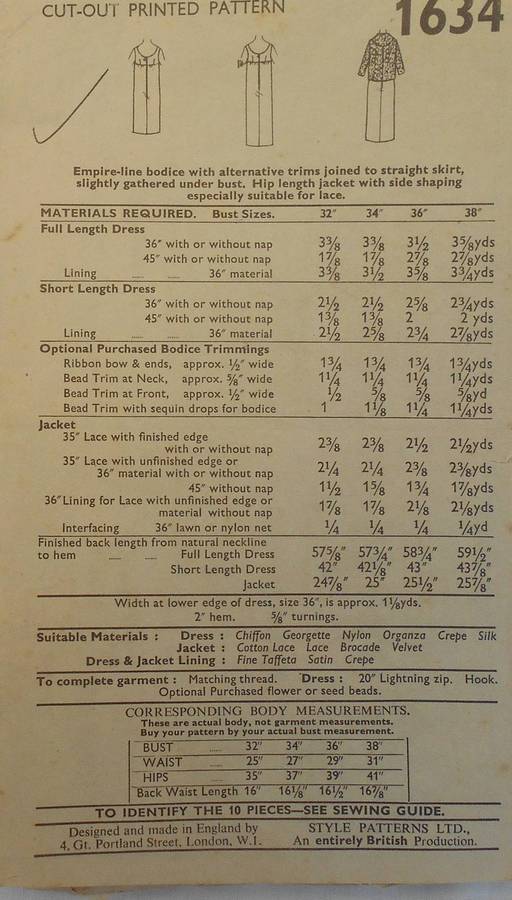 CUT-OUT PRINTED PATTERN 1634
Empire-line bodice with alternative trims joined to straight skirt,
slightly gathered under bust. Hip length jacket with side shaping
especially suitable for lace.
MATERIALS REQUIRED. Bust Sizes. 32" 34" 36" 38"
Full Length Dress
36" with or without nap 3⅜ 3⅜ 3½ 3⅝yds
45" with or without nap 1⅞ 1⅞ 2⅞ 2⅞yds
Lining ...... ...... 36" material 3⅜ 3½ 3⅝ 3¾yds
Short Length Dress
36" with or without nap 2½ 2½ 2⅝ 2¾yds
45" with or without nap 1⅜ 1⅜ 2 2 yds
Lining ...... ...... 36" material 2½ 2⅝ 2¾ 2⅞yds
Optional Purchased Bodice Trimmings
Ribbon bow & ends, approx. ½" wide 1¾ 1¾ 1¾ 1¾yds
Bead Trim at Neck, approx. ⅝" wide 1¼ 1¼ 1¼ 1¼yds
Bead Trim at Front, approx. ½" wide ½ ⅝ ⅝ ⅝yd
Bead Trim with sequin drops for bodice 1 1⅛ 1¼ 1¼yds
Jacket
35" Lace with finished edge
with or without nap 2⅜ 2⅜ 2½ 2½yds
35" Lace with unfinished edge or
36" material with or without nap 2¼ 2¼ 2⅜ 2⅜yds
45" without nap 1½ 1⅝ 1¾ 1⅞yds
36" Lining for Lace with unfinished edge or
material without nap 1⅞ 1⅞ 2⅛ 2⅛yds
Interfacing 36" lawn or nylon net ¼ ¼ ¼ ¼yd
Finished back length from natural neckline
to hem ...... ...... Full Length Dress 57⅝" 57¾" 58¾" 59½"
Short Length Dress 42" 42⅛" 43" 43⅞"
Jacket 24⅞" 25" 25½" 25⅞"
Width at lower edge of dress, size 36", is approx. 1⅛yds.
2" hem. ⅝" turnings.
Suitable Materials : Dress : Chiffon Georgette Nylon Organza Crepe Silk
Jacket : Cotton Lace Lace Brocade Velvet
Dress & Jacket Lining : Fine Taffeta Satin Crepe
To complete garment : Matching thread. Dress : 20" Lightning zip. Hook.
Optional Purchased flower or seed beads.
CORRESPONDING BODY MEASUREMENTS.
These are actual body, not garment measurements.
Buy your pattern by your actual bust measurement.
BUST ...... 32" 34" 36" 38"
WAIST ...... 25" 27" 29" 31"
HIPS ...... 35" 37" 39" 41"
Back Waist Length 16" 16⅛" 16½" 16⅞"
TO IDENTIFY THE 10 PIECES—SEE SEWING GUIDE.
Designed and made in England by STYLE PATTERNS LTD.,
4, Gt. Portland Street, London, W.1. An entirely British Production.